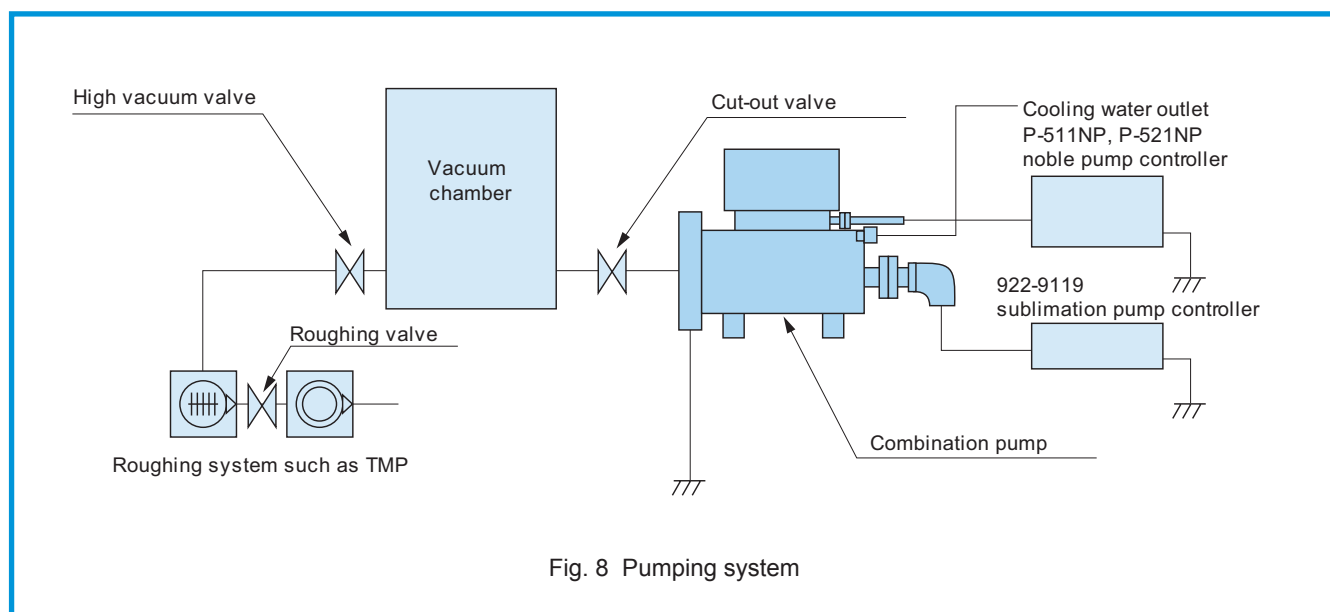 High vacuum valve
Vacuum
chamber
Cut-out valve
Cooling water outlet
P-511NP, P-521NP
noble pump controller
922-9119
sublimation pump controller
Roughing valve
Combination pump
Roughing system such as TMP
Fig. 8 Pumping system